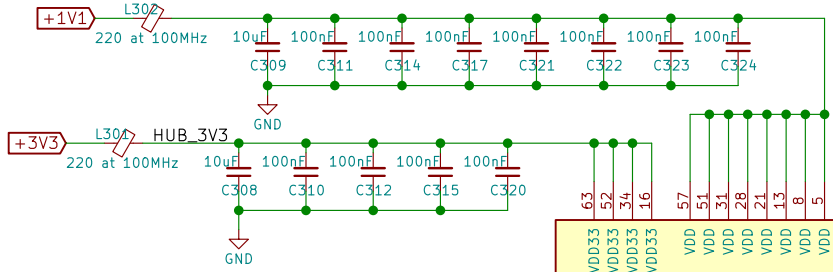 +1V1
L302
220 at 100MHz
10uF 100nF 100nF 100nF 100nF 100nF 100nF 100nF
C309 C311 C314 C317 C321 C322 C323 C324
GND
+3V3
L301
HUB_3V3
220 at 100MHz
10uF 100nF 100nF 100nF 100nF
C308 C310 C312 C315 C320
GND
63 52 34 16 57 51 31 28 21 13 8 5
VDD33 VDD33 VDD33 VDD33 VDD VDD VDD VDD VDD VDD VDD VDD